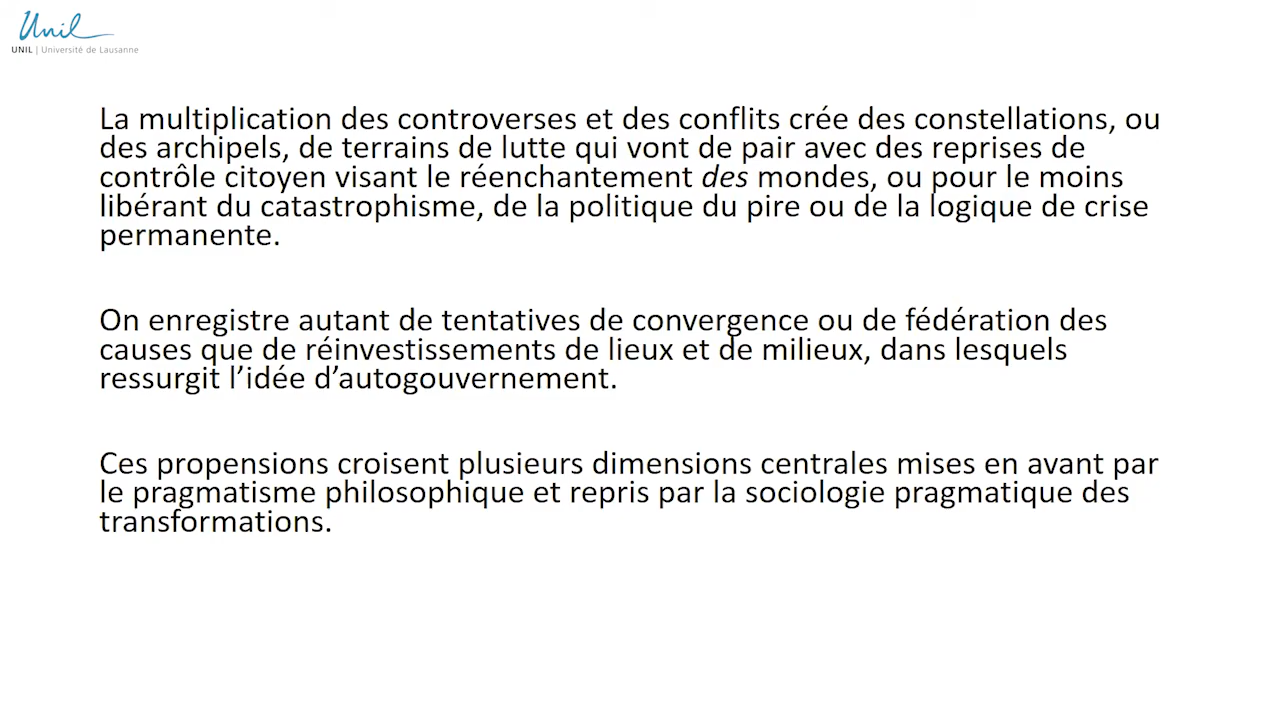 Unil
UNIL | Université de Lausanne
La multiplication des controverses et des conflits crée des constellations, ou
des archipels, de terrains de lutte qui vont de pair avec des reprises de
contrôle citoyen visant le réenchantement des mondes, ou pour le moins
libérant du catastrophisme, de la politique du pire ou de la logique de crise
permanente.
On enregistre autant de tentatives de convergence ou de fédération des
causes que de réinvestissements de lieux et de milieux, dans lesquels
ressurgit l’idée d’autogouvernement.
Ces propensions croisent plusieurs dimensions centrales mises en avant par
le pragmatisme philosophique et repris par la sociologie pragmatique des
transformations.